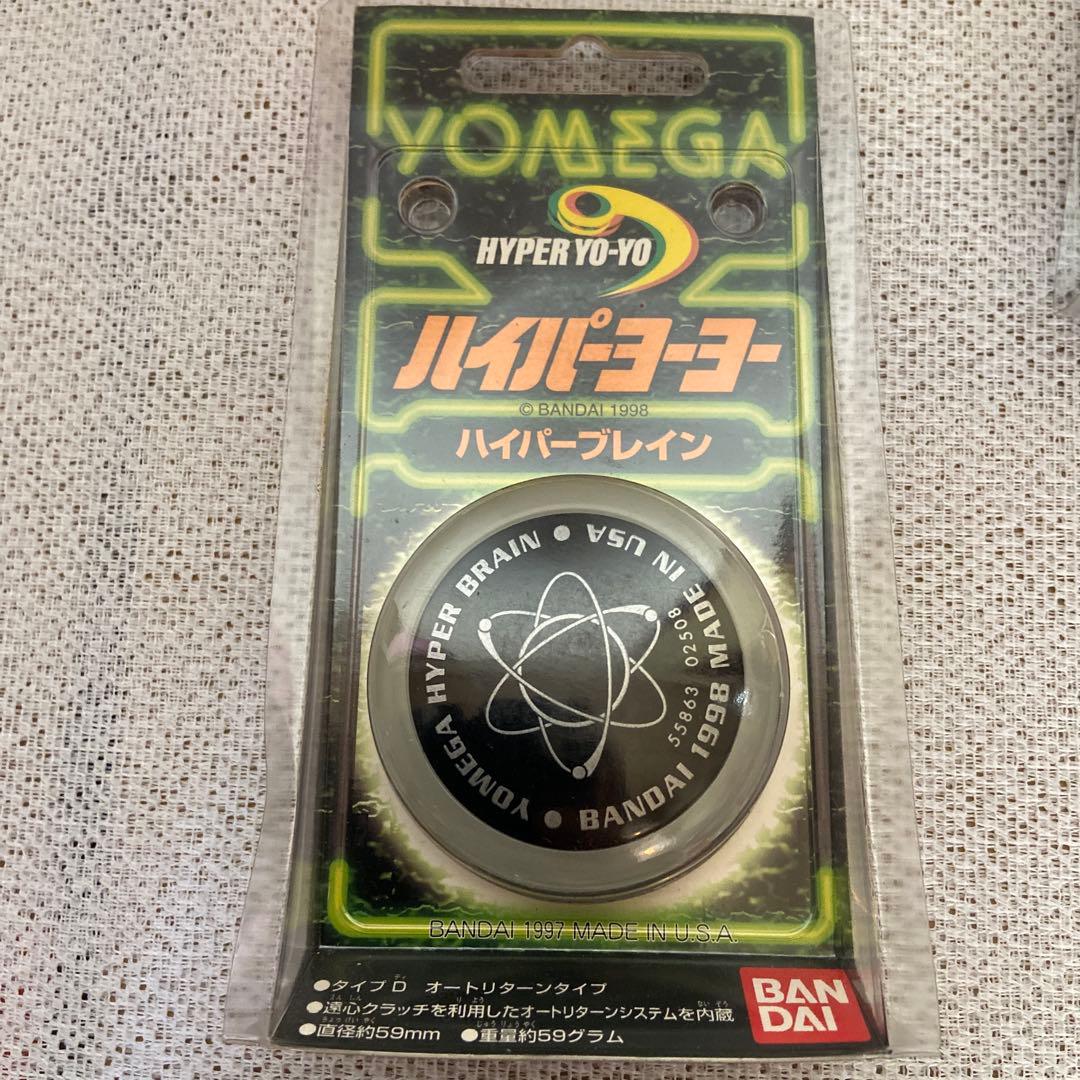 YOMEGA
HYPER YO-YO
ハイパーヨーヨー
© BANDAI 1998
ハイパーブレイン
YOMEGA HYPER BRAIN ● BANDAI 1998 MADE IN USA ●
55863 02508
BANDAI 1997 MADE IN U.S.A.
●タイプD オートリターンタイプ
●遠心クラッチを利用したオートリターンシステムを内蔵
●直径約59mm ●重量約59グラム
BAN
DAI